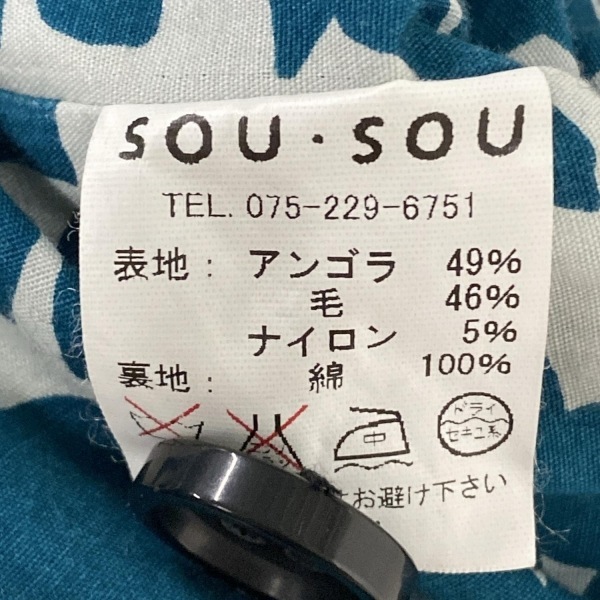 SOU・SOU
TEL. 075-229-6751
表地： アンゴラ 49%
毛 46%
ナイロン 5%
裏地： 綿 100%
中
ドライ
セキユ系
はお避け下さい